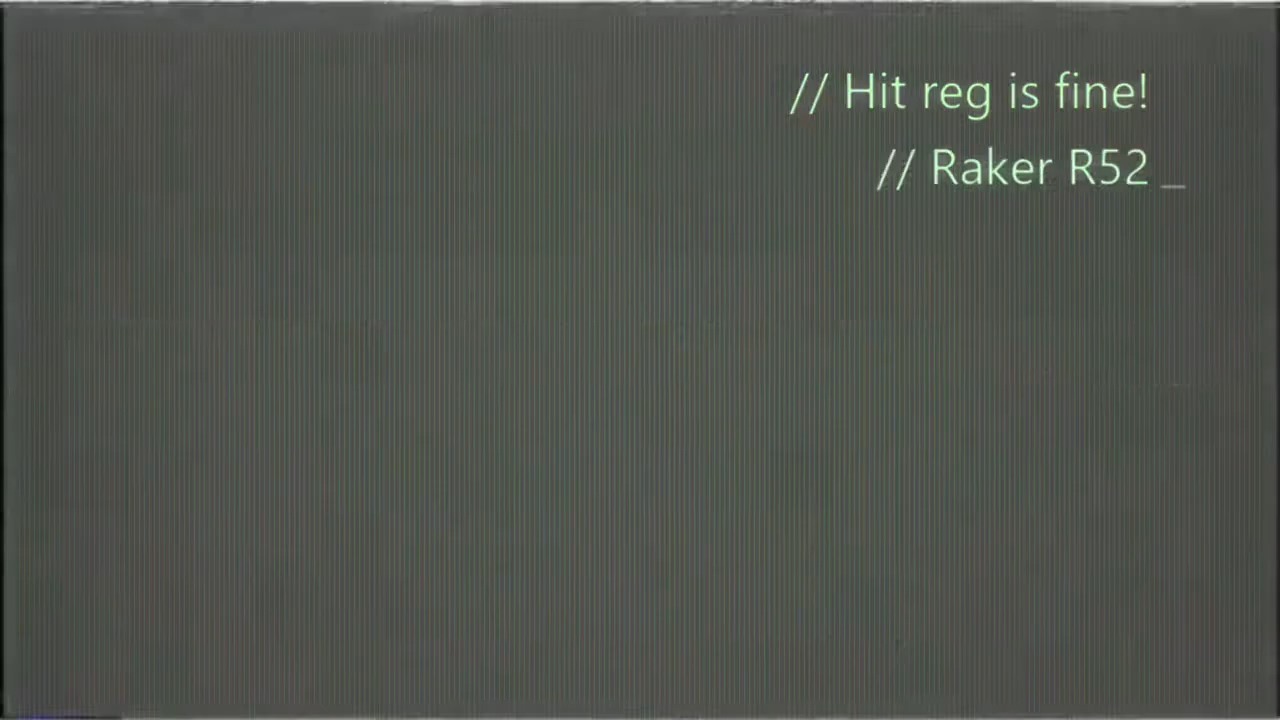 // Hit reg is fine!
// Raker R52 _